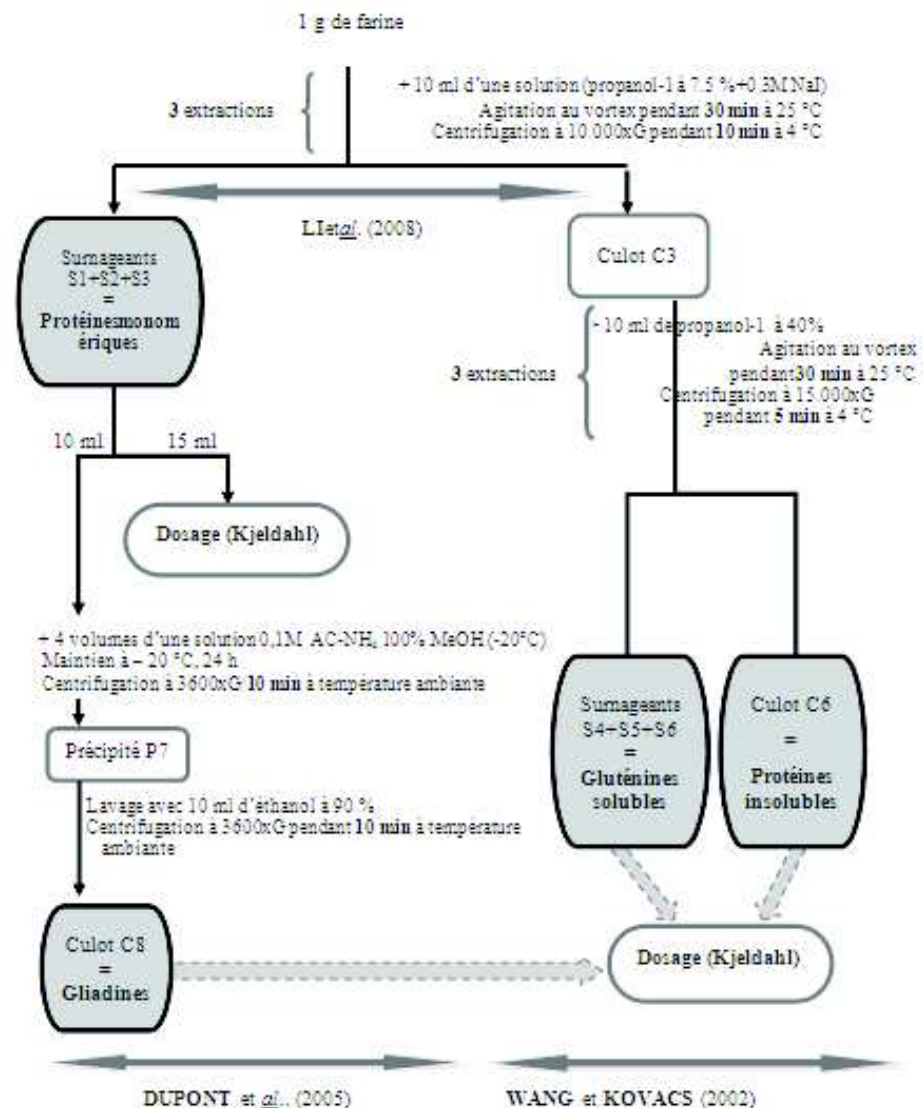 1 g de farine
3 extractions
+ 10 ml d'une solution (propanol-1 à 7.5 %+0.3M NaI)
Agitation au vortex pendant 30 min à 25 °C
Centrifugation à 10.000xG pendant 10 min à 4 °C
LIetal. (2008)
Surnageants
S1+S2+S3
=
Protéinesmonom
ériques
Culot C3
- 10 ml de propanol-1 à 40%
Agitation au vortex
pendant30 min à 25 °C
Centrifugation à 15.000xG
pendant 5 min à 4 °C
3 extractions
10 ml
15 ml
Dosage (Kjeldahl)
+ 4 volumes d'une solution 0,1M AC-NH4 100% MeOH (-20°C)
Maintien à – 20 °C, 24 h
Centrifugation à 3600xG 10 min à température ambiante
Précipité P7
Lavage avec 10 ml d'éthanol à 90 %
Centrifugation à 3600xG pendant 10 min à température
ambiante
Surnageants
S4+S5+S6
=
Gluténines
solubles
Culot C6
=
Protéines
insolubles
Culot C8
=
Gliadines
Dosage (Kjeldahl)
DUPONT et al.. (2005)
WANG et KOVACS (2002)